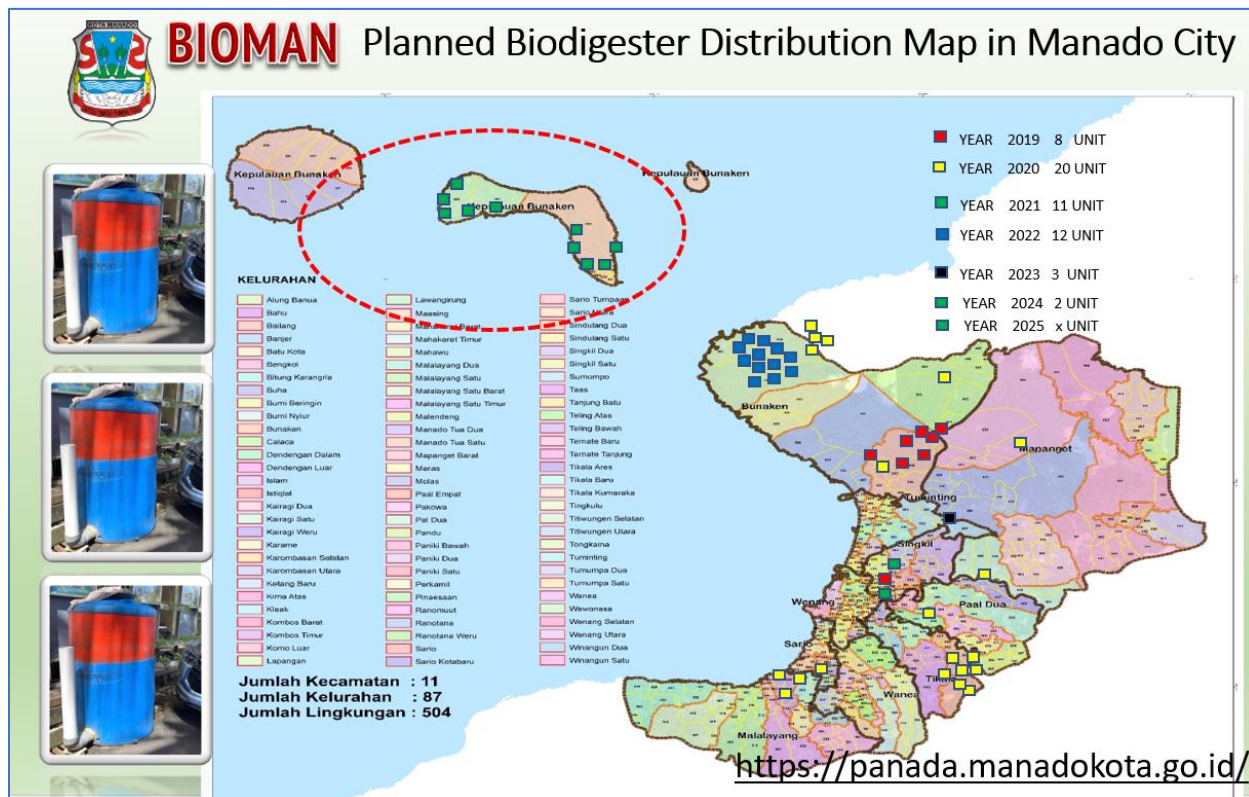 KOTA MANADO
BIOMAN
Planned Biodigester Distribution Map in Manado City
YEAR 2019 8 UNIT
YEAR 2020 20 UNIT
YEAR 2021 11 UNIT
YEAR 2022 12 UNIT
YEAR 2023 3 UNIT
YEAR 2024 2 UNIT
YEAR 2025 x UNIT
Kepulauan Bunaken
Kepulauan Bunaken
Kepulauan Bunaken
KELURAHAN
Alung Banua
Bahu
Bailang
Banjer
Batu Kota
Bengkol
Bitung Karangria
Buha
Bumi Beringin
Bumi Nyiur
Bunaken
Calaca
Dendengan Dalam
Dendengan Luar
Islam
Istiqlal
Kairagi Dua
Kairagi Satu
Kairagi Weru
Karame
Karombasan Selatan
Karombasan Utara
Ketang Baru
Kima Atas
Kleak
Kombos Barat
Kombos Timur
Komo Luar
Lapangan
Lawangirung
Maasing
Mahakeret Barat
Mahakeret Timur
Mahawu
Malalayang Dua
Malalayang Satu
Malalayang Satu Barat
Malalayang Satu Timur
Malendeng
Manado Tua Dua
Manado Tua Satu
Mapanget Barat
Meras
Molas
Paal Empat
Pakowa
Pal Dua
Pandu
Paniki Bawah
Paniki Dua
Paniki Satu
Perkamil
Pinaesaan
Ranomuut
Ranotana
Ranotana Weru
Sario
Sario Kotabaru
Sario Tumpaan
Sario Utara
Sindulang Dua
Sindulang Satu
Singkil Dua
Singkil Satu
Sumompo
Taas
Tanjung Batu
Teling Atas
Teling Bawah
Ternate Baru
Ternate Tanjung
Tikala Ares
Tikala Baru
Tikala Kumaraka
Tingkulu
Titiwungen Selatan
Titiwungen Utara
Tongkaina
Tuminting
Tumumpa Dua
Tumumpa Satu
Wanea
Wawonasa
Wenang Selatan
Wenang Utara
Winangun Dua
Winangun Satu
Jumlah Kecamatan : 11
Jumlah Kelurahan : 87
Jumlah Lingkungan : 504
Bunaken
Mapanget
Tuminting
Singkil
Wenang
Paal Dua
Sario
Wanea
Malalayang
https://panada.manadokota.go.id/